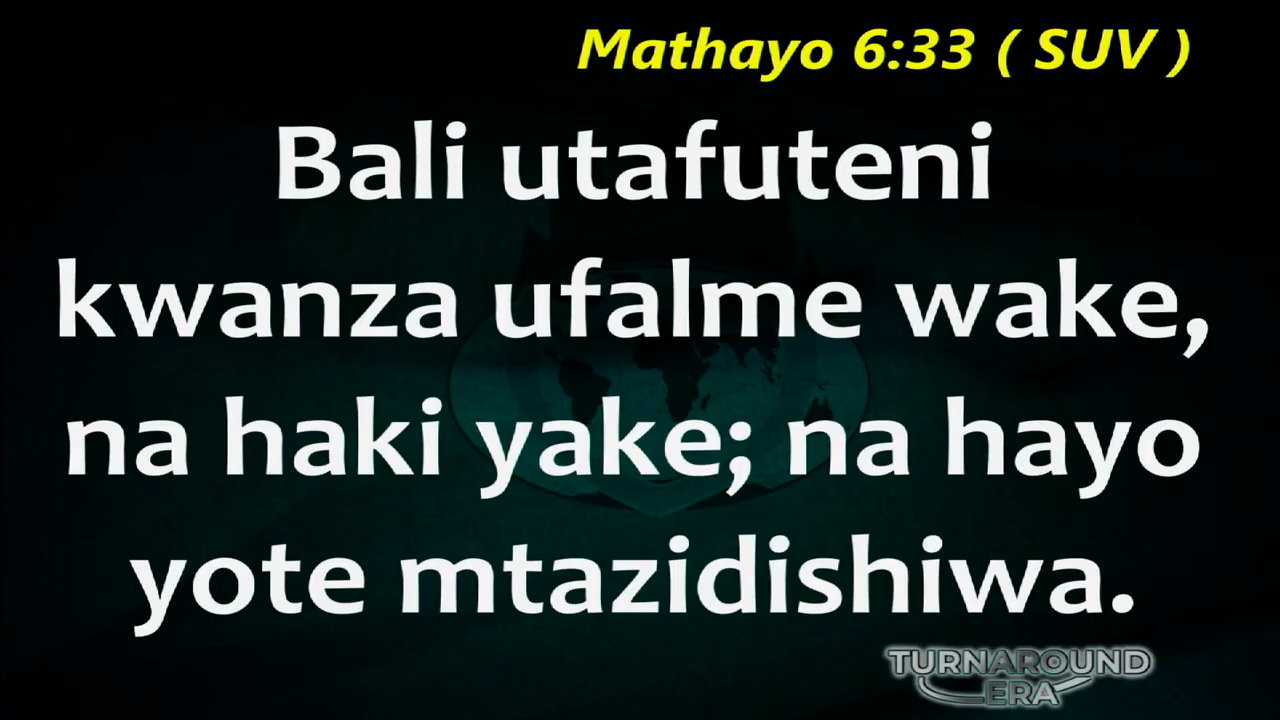 Mathayo 6:33 ( SUV )
Bali utafuteni
kwanza ufalme wake,
na haki yake; na hayo
yote mtazidishiwa.
TURNAROUND
ERA